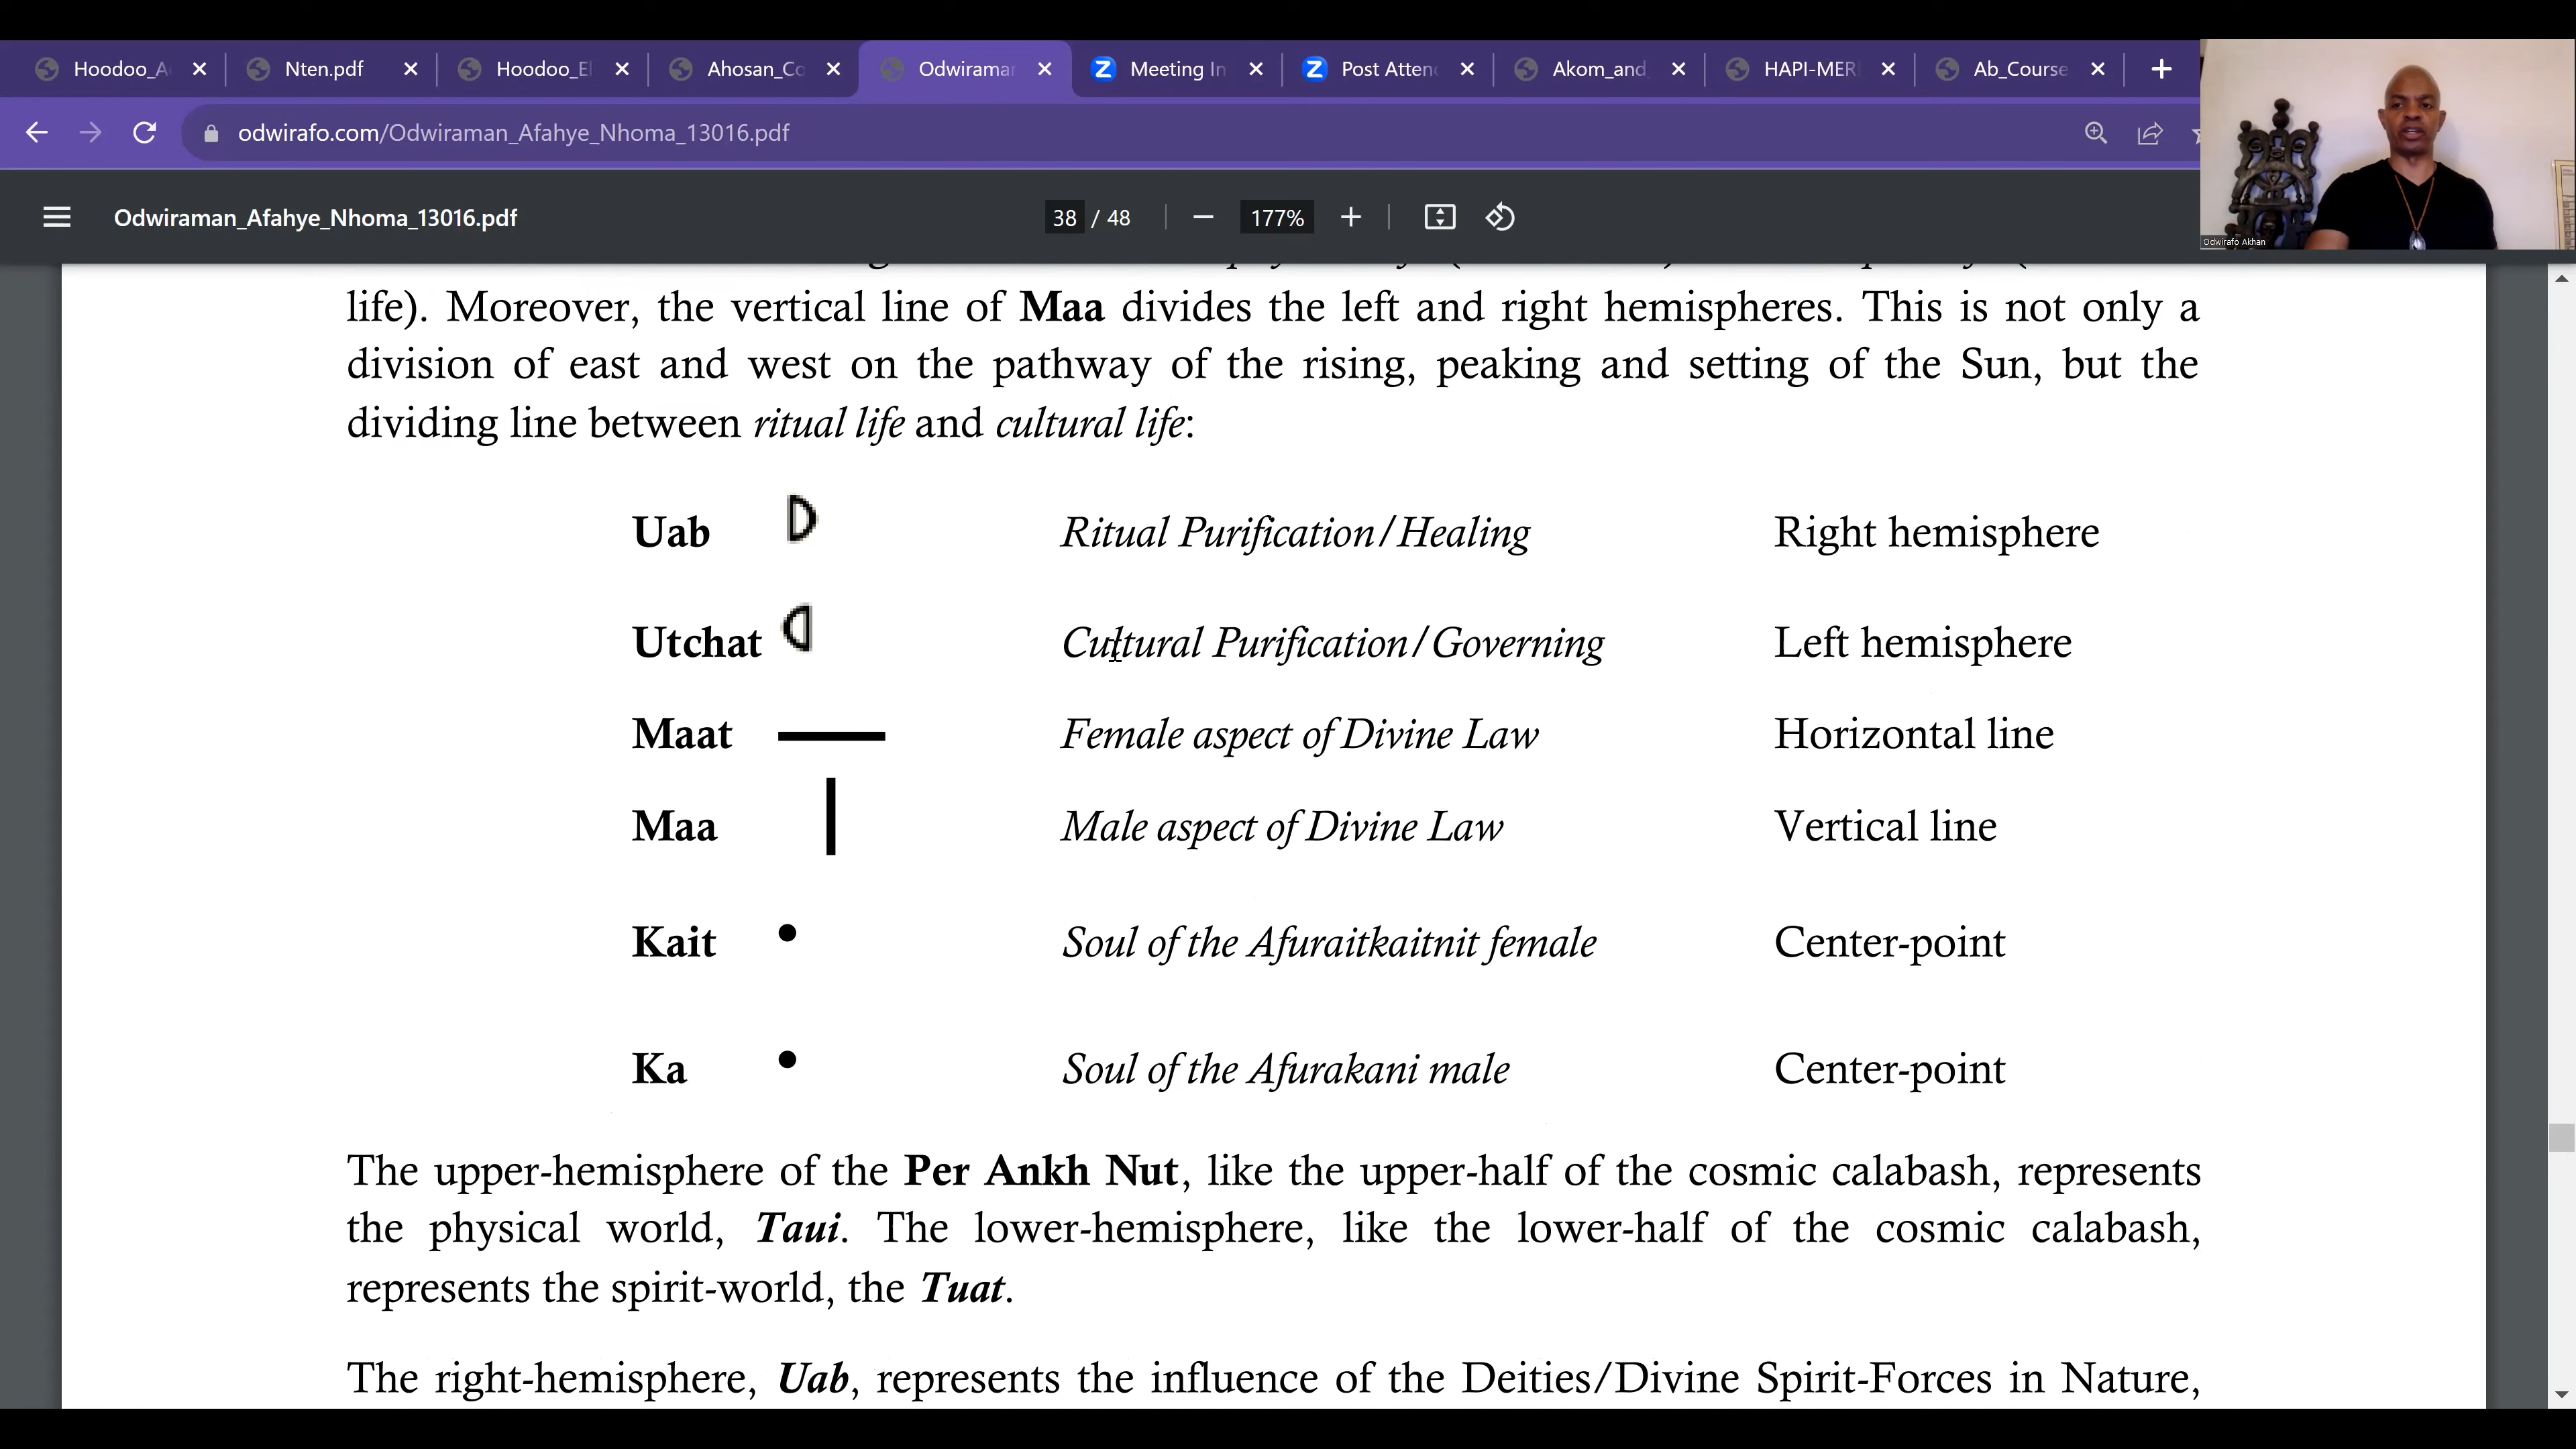 Hoodoo_A
Nten.pdf
Hoodoo_El
Ahosan_Co
Odwiraman
Meeting In
Post Atten
Akom_and
HAPI-MER
Ab_Course
odwirafo.com/Odwiraman_Afahye_Nhoma_13016.pdf
Odwirafo Akhan
Odwiraman_Afahye_Nhoma_13016.pdf
38 / 48
177%
life). Moreover, the vertical line of Maa divides the left and right hemispheres. This is not only a
division of east and west on the pathway of the rising, peaking and setting of the Sun, but the
dividing line between ritual life and cultural life:
Uab Ritual Purification/Healing Right hemisphere
Utchat Cultural Purification/Governing Left hemisphere
Maat Female aspect of Divine Law Horizontal line
Maa Male aspect of Divine Law Vertical line
Kait Soul of the Afuraitkaitnit female Center-point
Ka Soul of the Afurakani male Center-point
The upper-hemisphere of the Per Ankh Nut, like the upper-half of the cosmic calabash, represents
the physical world, Taui. The lower-hemisphere, like the lower-half of the cosmic calabash,
represents the spirit-world, the Tuat.
The right-hemisphere, Uab, represents the influence of the Deities/Divine Spirit-Forces in Nature,